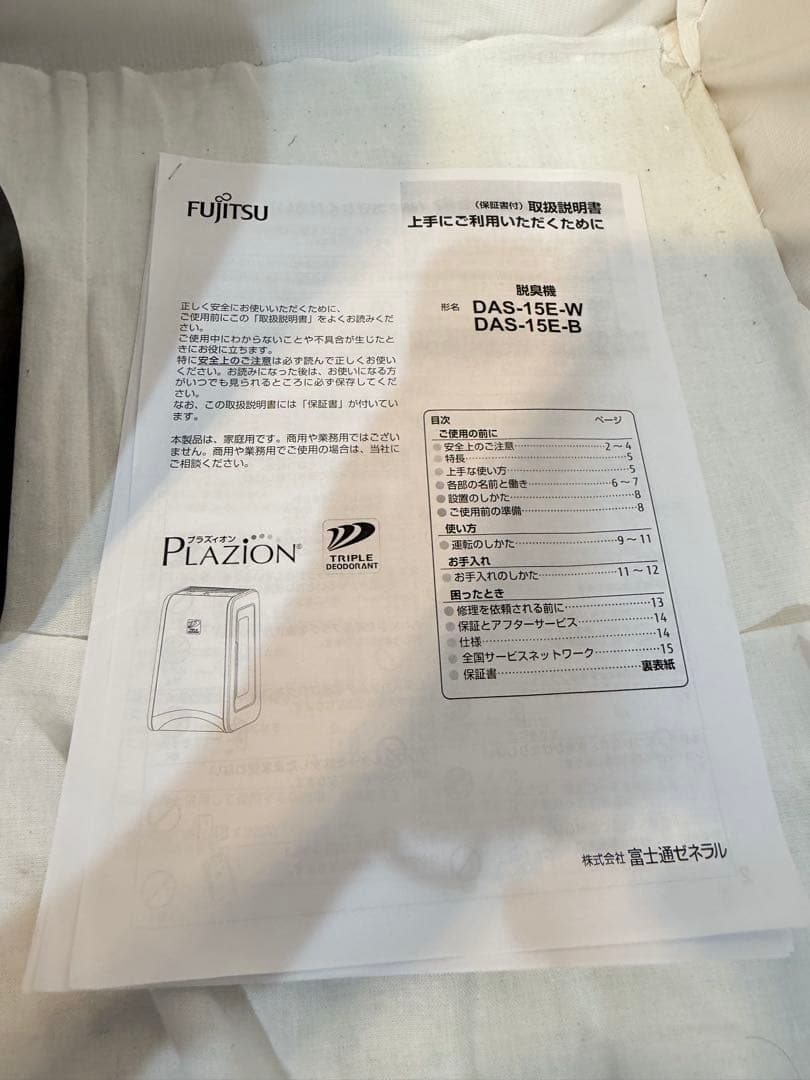 FUJITSU
(保証書付) 取扱説明書
上手にご利用いただくために
脱臭機
形名 DAS-15E-W
DAS-15E-B
正しく安全にお使いいただくために、
ご使用前にこの「取扱説明書」をよくお読みくだ
さい。
ご使用中にわからないことや不具合が生じたと
きにお役に立ちます。
特に安全上のご注意は必ず読んで正しくお使い
ください。お読みになった後は、お使いになる方
がいつでも見られるところに必ず保存してくだ
さい。
なお、この取扱説明書には「保証書」が付いてい
ます。
本製品は、家庭用です。商用や業務用ではござい
ません。商用や業務用でご使用の場合は、当社に
ご相談ください。
プラズィオン
PLAZION®
TRIPLE
DEODORANT
目次 ページ
ご使用の前に
安全上のご注意 2~4
特長 5
上手な使い方 5
各部の名前と働き 6~7
設置のしかた 8
ご使用前の準備 8
使い方
運転のしかた 9~11
お手入れ
お手入れのしかた 11~12
困ったとき
修理を依頼される前に 13
保証とアフターサービス 14
仕様 14
全国サービスネットワーク 15
保証書 裏表紙
株式会社 富士通ゼネラル